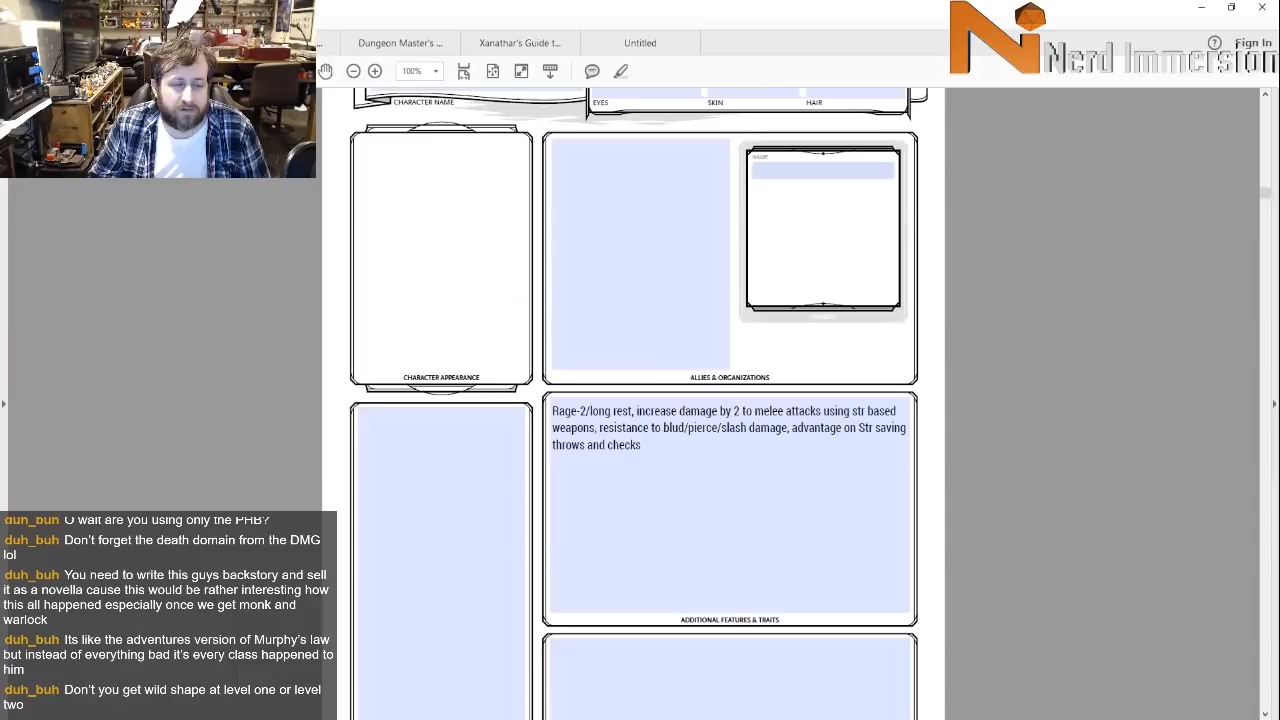 Dungeon Master's ...
Xanathar's Guide t...
Untitled
Sign In
Nerd Immersion
100%
CHARACTER NAME
EYES
SKIN
HAIR
NAME
CHARACTER APPEARANCE
ALLIES & ORGANIZATIONS
Rage-2/long rest, increase damage by 2 to melee attacks using str based
weapons, resistance to blud/pierce/slash damage, advantage on Str saving
throws and checks
ADDITIONAL FEATURES & TRAITS
duh_buh O wait are you using only the PHB?
duh_buh Don't forget the death domain from the DMG
lol
duh_buh You need to write this guys backstory and sell
it as a novella cause this would be rather interesting how
this all happened especially once we get monk and
warlock
duh_buh Its like the adventures version of Murphy's law
but instead of everything bad it's every class happened to
him
duh_buh Don't you get wild shape at level one or level
two